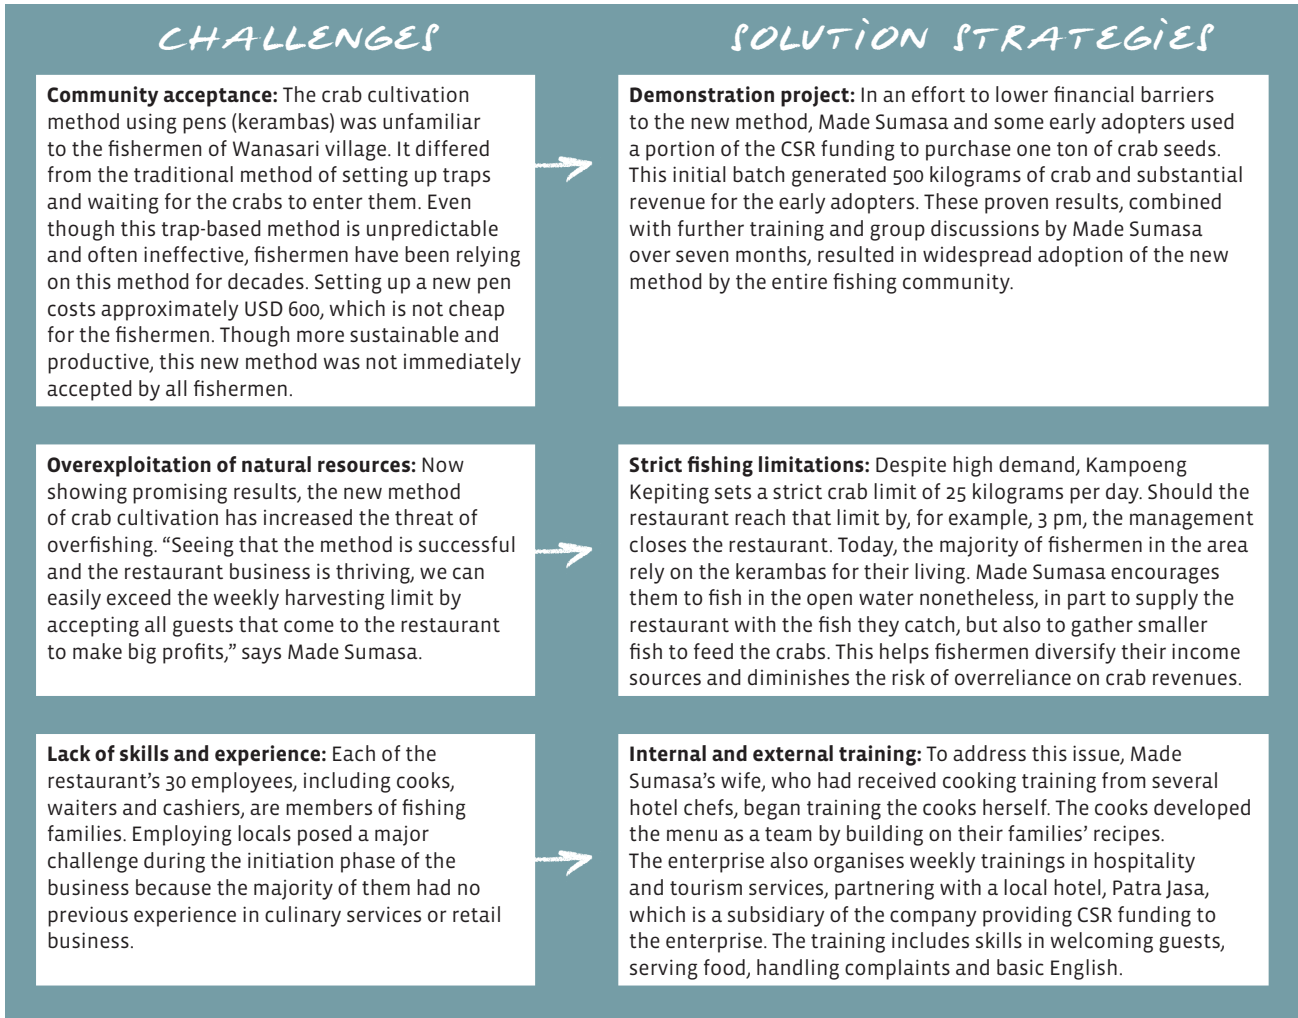 CHALLENGES
SOLUTION STRATEGIES
Community acceptance: The crab cultivation
method using pens (kerambas) was unfamiliar
to the fishermen of Wanasari village. It differed
from the traditional method of setting up traps
and waiting for the crabs to enter them. Even
though this trap-based method is unpredictable
and often ineffective, fishermen have been relying
on this method for decades. Setting up a new pen
costs approximately USD 600, which is not cheap
for the fishermen. Though more sustainable and
productive, this new method was not immediately
accepted by all fishermen.
Demonstration project: In an effort to lower financial barriers
to the new method, Made Sumasa and some early adopters used
a portion of the CSR funding to purchase one ton of crab seeds.
This initial batch generated 500 kilograms of crab and substantial
revenue for the early adopters. These proven results, combined
with further training and group discussions by Made Sumasa
over seven months, resulted in widespread adoption of the new
method by the entire fishing community.
Overexploitation of natural resources: Now
showing promising results, the new method
of crab cultivation has increased the threat of
overfishing. “Seeing that the method is successful
and the restaurant business is thriving, we can
easily exceed the weekly harvesting limit by
accepting all guests that come to the restaurant
to make big profits,” says Made Sumasa.
Strict fishing limitations: Despite high demand, Kampoeng
Kepiting sets a strict crab limit of 25 kilograms per day. Should the
restaurant reach that limit by, for example, 3 pm, the management
closes the restaurant. Today, the majority of fishermen in the area
rely on the kerambas for their living. Made Sumasa encourages
them to fish in the open water nonetheless, in part to supply the
restaurant with the fish they catch, but also to gather smaller
fish to feed the crabs. This helps fishermen diversify their income
sources and diminishes the risk of overreliance on crab revenues.
Lack of skills and experience: Each of the
restaurant’s 30 employees, including cooks,
waiters and cashiers, are members of fishing
families. Employing locals posed a major
challenge during the initiation phase of the
business because the majority of them had no
previous experience in culinary services or retail
business.
Internal and external training: To address this issue, Made
Sumasa’s wife, who had received cooking training from several
hotel chefs, began training the cooks herself. The cooks developed
the menu as a team by building on their families’ recipes.
The enterprise also organises weekly trainings in hospitality
and tourism services, partnering with a local hotel, Patra Jasa,
which is a subsidiary of the company providing CSR funding to
the enterprise. The training includes skills in welcoming guests,
serving food, handling complaints and basic English.